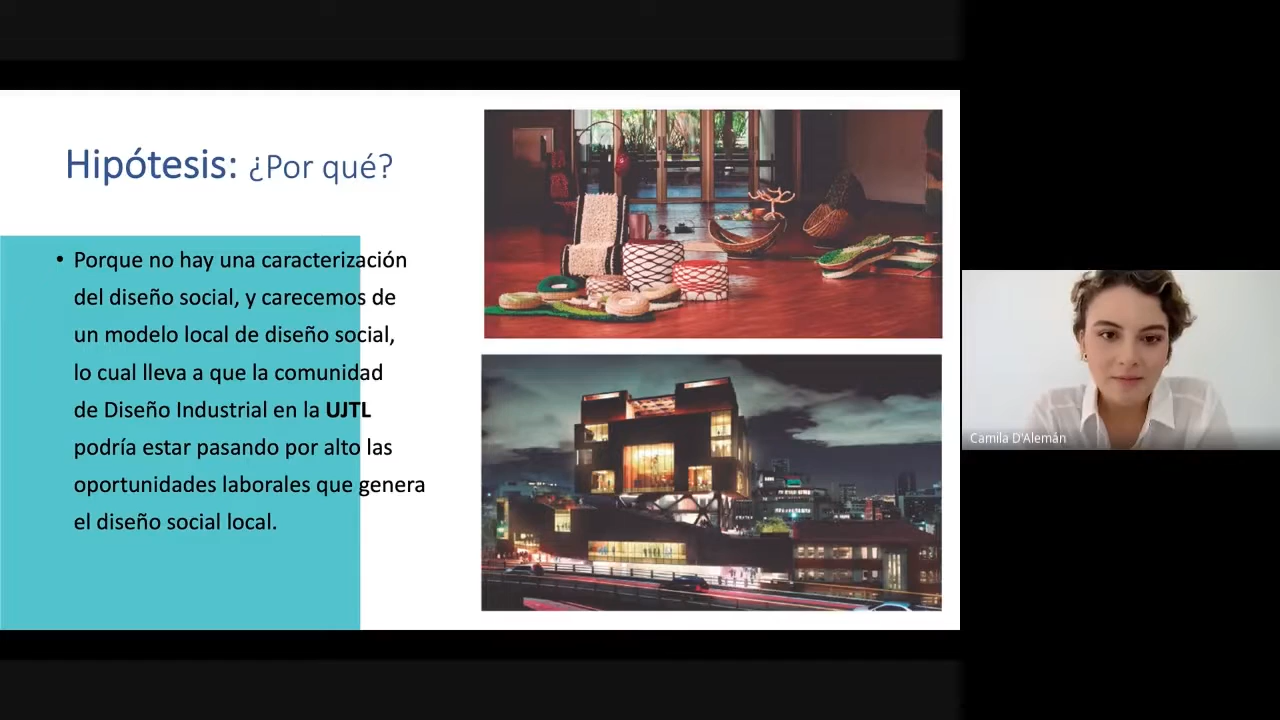 Hipótesis: ¿Por qué?
• Porque no hay una caracterización
del diseño social, y carecemos de
un modelo local de diseño social,
lo cual lleva a que la comunidad
de Diseño Industrial en la UJTL
podría estar pasando por alto las
oportunidades laborales que genera
el diseño social local.
Camila D'Alemán